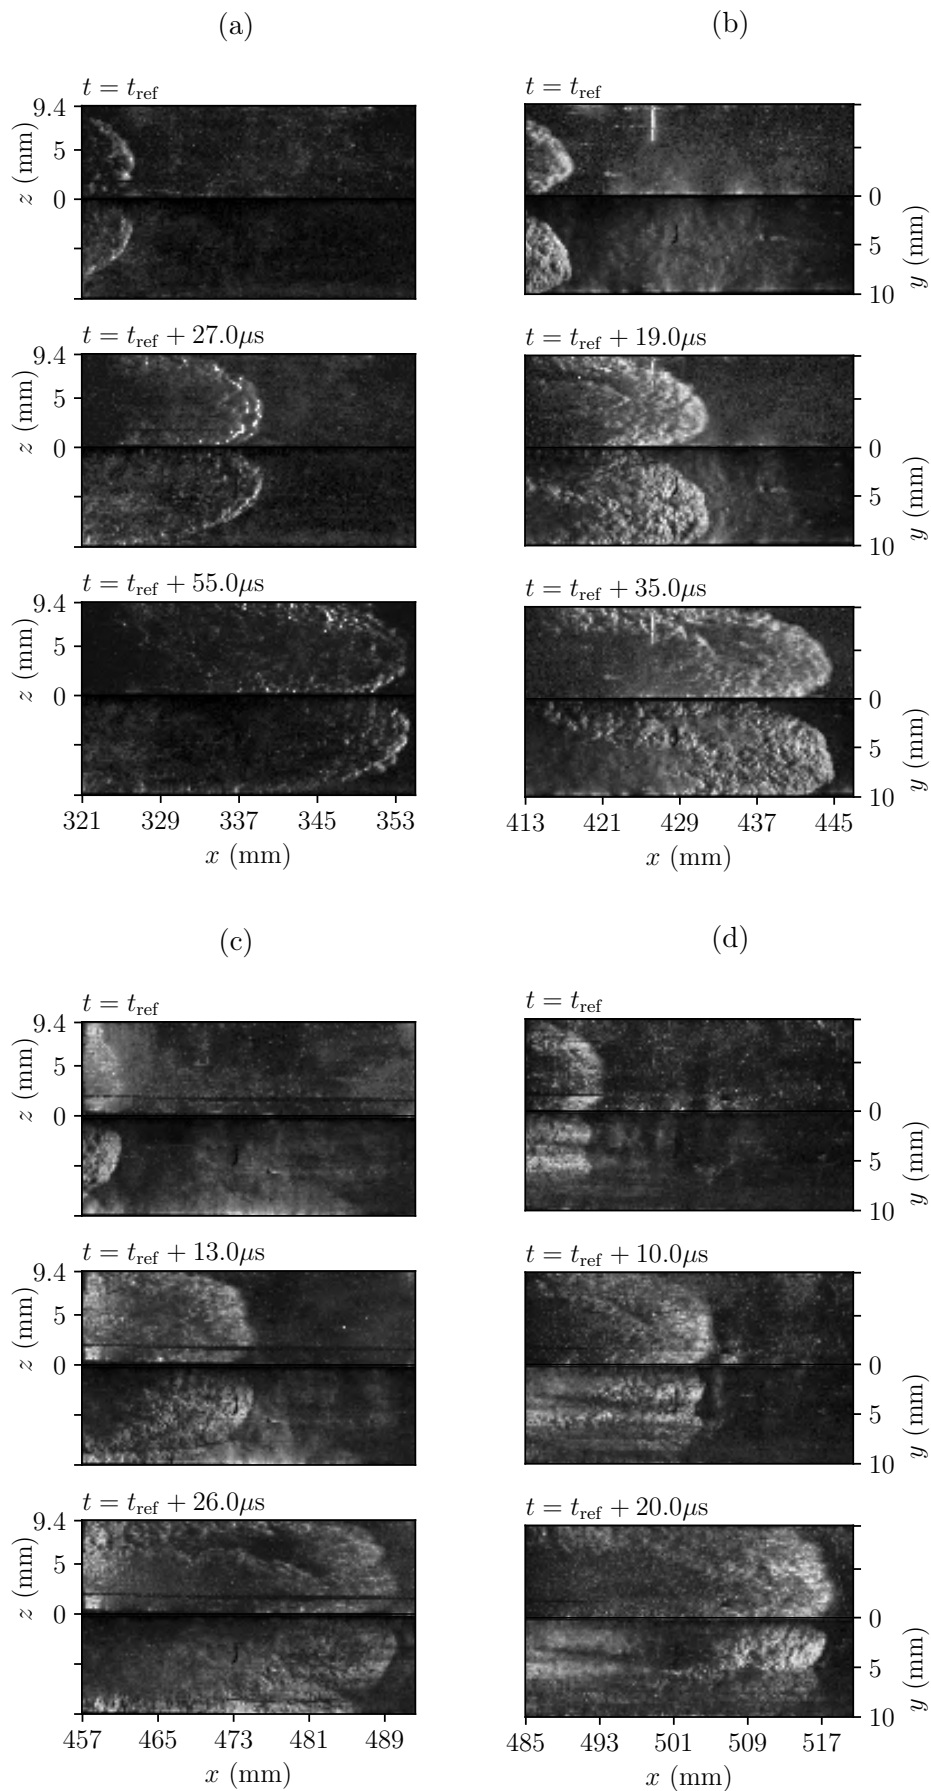 (a)
t = t_ref
9.4
5
0
z (mm)
t = t_ref + 27.0μs
9.4
5
0
z (mm)
t = t_ref + 55.0μs
9.4
5
0
z (mm)
321 329 337 345 353
x (mm)
(b)
t = t_ref
0
5
10
y (mm)
t = t_ref + 19.0μs
0
5
10
y (mm)
t = t_ref + 35.0μs
0
5
10
y (mm)
413 421 429 437 445
x (mm)
(c)
t = t_ref
9.4
5
0
z (mm)
t = t_ref + 13.0μs
9.4
5
0
z (mm)
t = t_ref + 26.0μs
9.4
5
0
z (mm)
457 465 473 481 489
x (mm)
(d)
t = t_ref
0
5
10
y (mm)
t = t_ref + 10.0μs
0
5
10
y (mm)
t = t_ref + 20.0μs
0
5
10
y (mm)
485 493 501 509 517
x (mm)